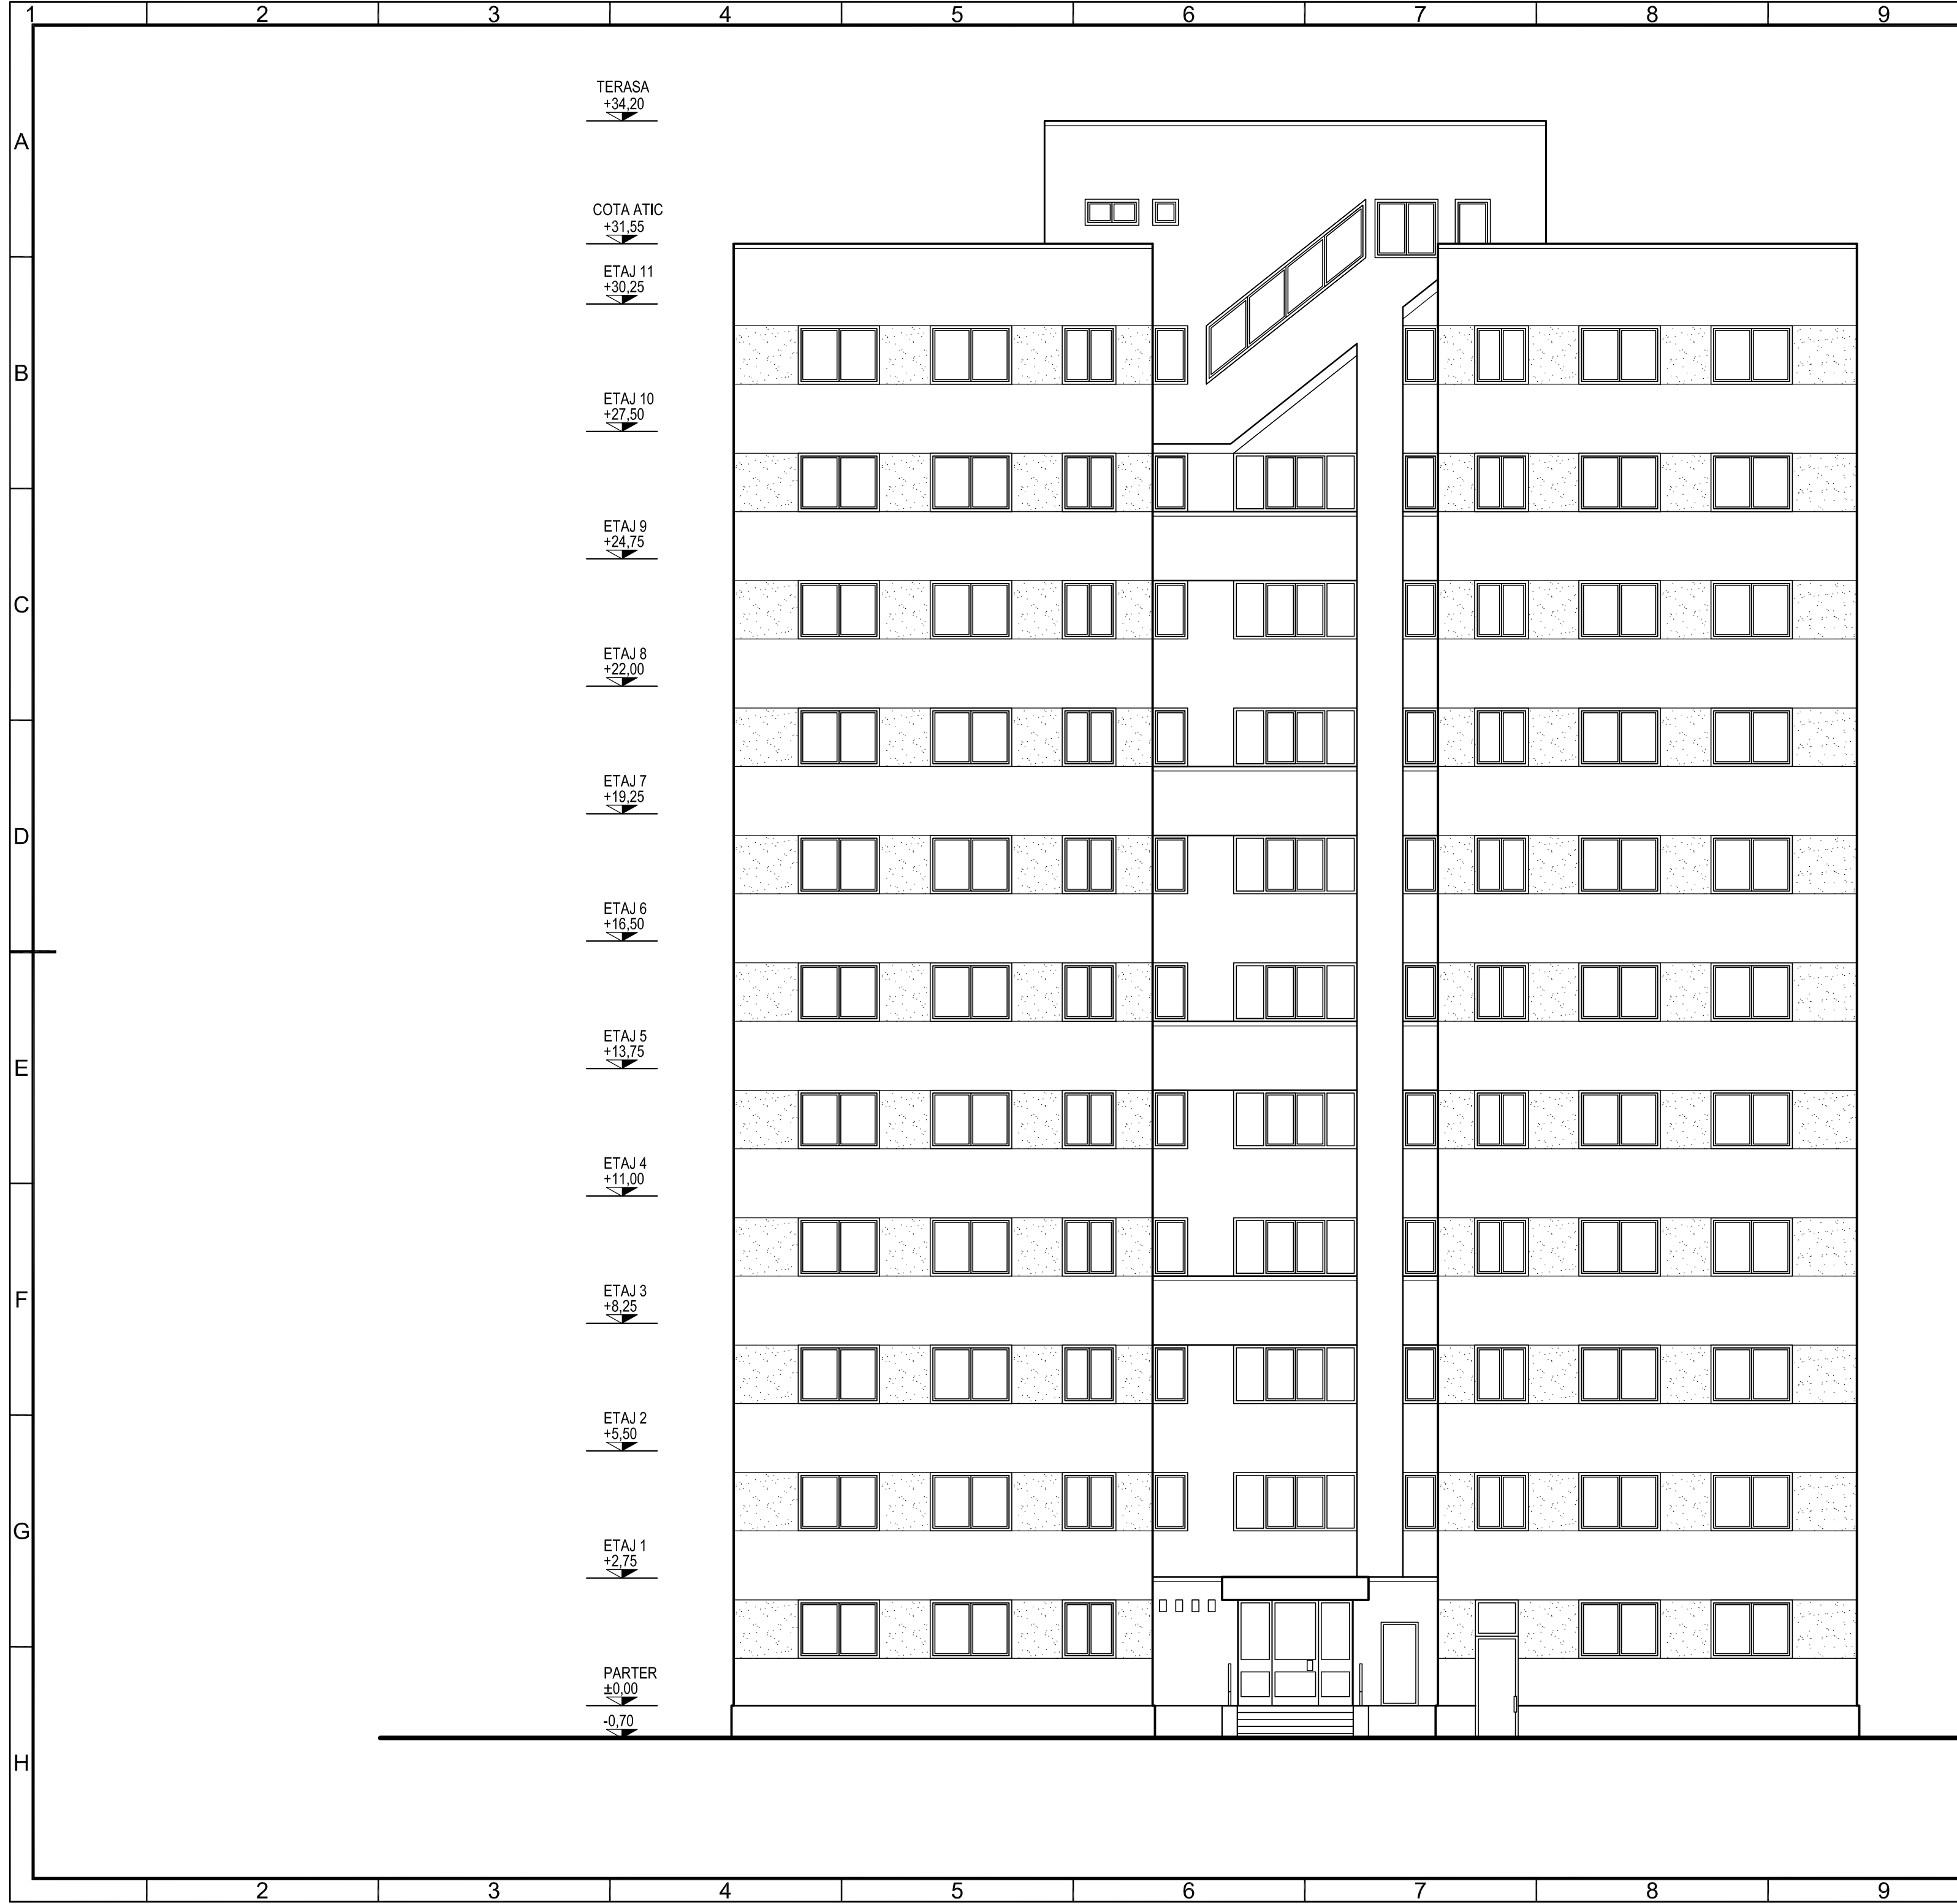 1 2 3 4 5 6 7 8 9
TERASA
+34,20
A
COTA ATIC
+31,55
ETAJ 11
+30,25
B
ETAJ 10
+27,50
ETAJ 9
+24,75
C
ETAJ 8
+22,00
ETAJ 7
+19,25
D
ETAJ 6
+16,50
ETAJ 5
+13,75
E
ETAJ 4
+11,00
ETAJ 3
+8,25
F
ETAJ 2
+5,50
G
ETAJ 1
+2,75
PARTER
±0,00
-0,70
H
2 3 4 5 6 7 8 9